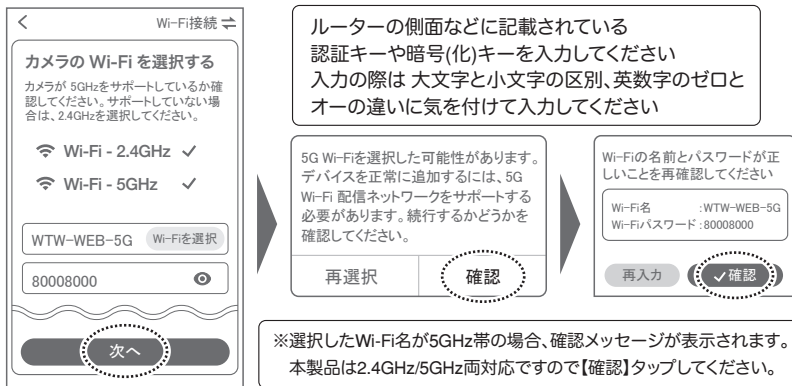 Wi-Fi接続
カメラの Wi-Fi を選択する
カメラが 5GHzをサポートしているか確
認してください。サポートしていない場
合は、2.4GHzを選択してください。
Wi-Fi - 2.4GHz ✓
Wi-Fi - 5GHz ✓
WTW-WEB-5G Wi-Fiを選択
80008000
次へ
ルーターの側面などに記載されている
認証キーや暗号(化)キーを入力してください
入力の際は 大文字と小文字の区別、英数字のゼロと
オーの違いに気を付けて入力してください
5G Wi-Fiを選択した可能性があります。
デバイスを正常に追加するには、5G
Wi-Fi 配信ネットワークをサポートする
必要があります。続行するかどうかを
確認してください。
再選択 確認
Wi-Fiの名前とパスワードが正
しいことを再確認してください
Wi-Fi名 :WTW-WEB-5G
Wi-Fiパスワード:80008000
再入力 ✓確認
※選択したWi-Fi名が5GHz帯の場合、確認メッセージが表示されます。
本製品は2.4GHz/5GHz両対応ですので【確認】タップしてください。